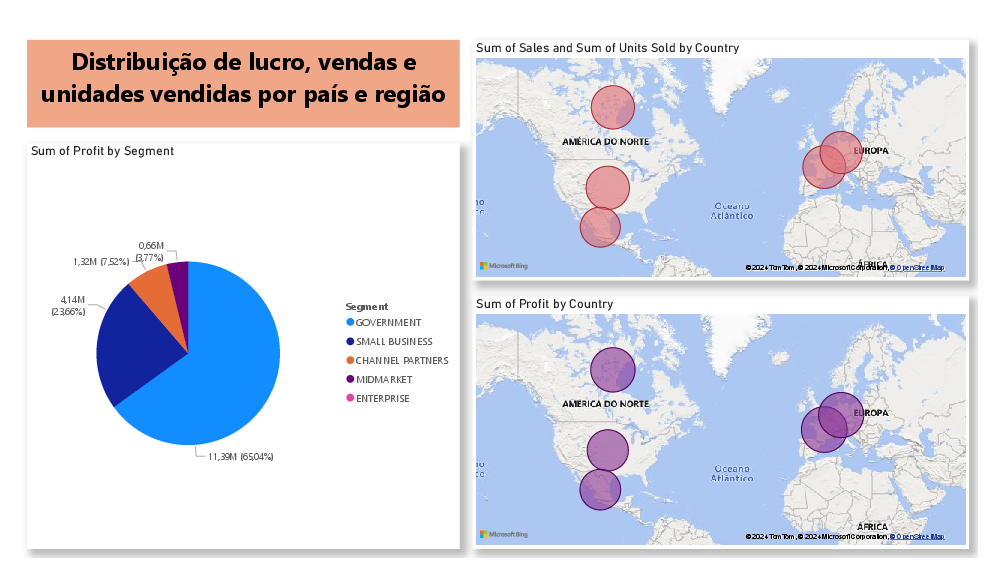 Distribuição de lucro, vendas e
unidades vendidas por país e região
Sum of Profit by Segment
0,66M
(3,77%)
1,32M (7,52%)
4,14M
(23,66%)
11,39M (65,04%)
Segment
GOVERNMENT
SMALL BUSINESS
CHANNEL PARTNERS
MIDMARKET
ENTERPRISE
Sum of Sales and Sum of Units Sold by Country
AMÉRICA DO NORTE
EUROPA
Oceano
Atlântico
ÁFRICA
Microsoft Bing
© 2024 TomTom, © 2024 Microsoft Corporation, © OpenStreetMap
Sum of Profit by Country
AMÉRICA DO NORTE
EUROPA
Oceano
Atlântico
ÁFRICA
Microsoft Bing
© 2024 TomTom, © 2024 Microsoft Corporation, © OpenStreetMap